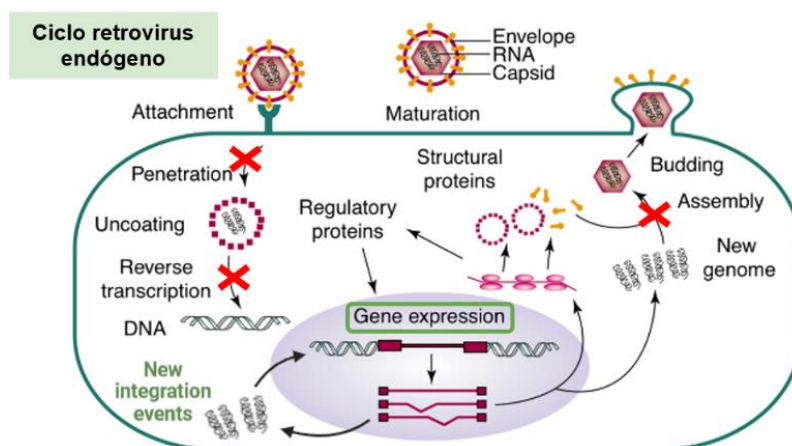 Ciclo retrovirus
endógeno
Envelope
RNA
Capsid
Attachment
Maturation
Penetration
Structural
proteins
Budding
Uncoating
Regulatory
proteins
Assembly
New
genome
Reverse
transcription
Gene expression
DNA
New
integration
events